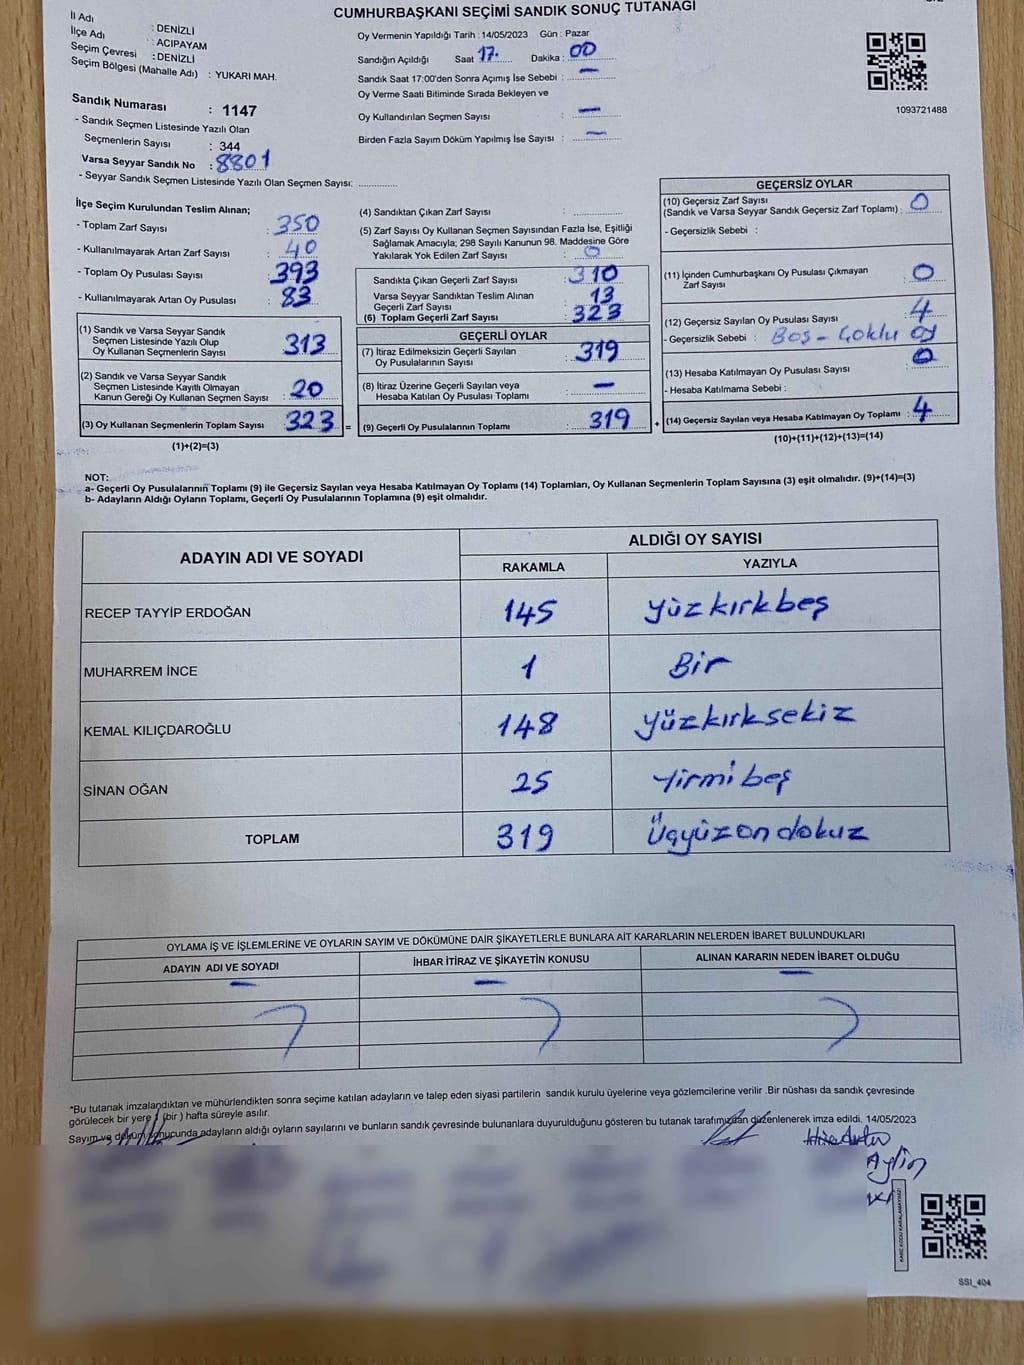 CUMHURBAŞKANI SEÇİMİ SANDIK SONUÇ TUTANAĞI
İl Adı : DENİZLİ
İlçe Adı : ACIPAYAM
Seçim Çevresi : DENİZLİ
Seçim Bölgesi (Mahalle Adı) : YUKARI MAH.
Sandık Numarası : 1147
- Sandık Seçmen Listesinde Yazılı Olan
Seçmenlerin Sayısı : 344
Varsa Seyyar Sandık No : 8801
- Seyyar Sandık Seçmen Listesinde Yazılı Olan Seçmen Sayısı: ..............
Oy Vermenin Yapıldığı Tarih : 14/05/2023 Gün : Pazar
Sandığın Açıldığı Saat 17. Dakika : 00
Sandık Saat 17:00'den Sonra Açımış İse Sebebi : —
Oy Verme Saati Bitiminde Sırada Bekleyen ve
Oy Kullandırılan Seçmen Sayısı : —
Birden Fazla Sayım Döküm Yapılmış İse Sayısı : —
1093721488
İlçe Seçim Kurulundan Teslim Alınan;
- Toplam Zarf Sayısı : 350
- Kullanılmayarak Artan Zarf Sayısı : 40
- Toplam Oy Pusulası Sayısı : 393
- Kullanılmayarak Artan Oy Pusulası : 83
(1) Sandık ve Varsa Seyyar Sandık
Seçmen Listesinde Yazılı Olup
Oy Kullanan Seçmenlerin Sayısı : 313
(2) Sandık ve Varsa Seyyar Sandık
Seçmen Listesinde Kayıtlı Olmayan
Kanun Gereği Oy Kullanan Seçmen Sayısı : 20
(3) Oy Kullanan Seçmenlerin Toplam Sayısı : 323 =
(1)+(2)=(3)
(4) Sandıktan Çıkan Zarf Sayısı : ..............
(5) Zarf Sayısı Oy Kullanan Seçmen Sayısından Fazla İse, Eşitliği
Sağlamak Amacıyla; 298 Sayılı Kanunun 98. Maddesine Göre
Yakılarak Yok Edilen Zarf Sayısı : 0
Sandıkta Çıkan Geçerli Zarf Sayısı : 310
Varsa Seyyar Sandıktan Teslim Alınan
Geçerli Zarf Sayısı : 13
(6) Toplam Geçerli Zarf Sayısı : 323
GEÇERLİ OYLAR
(7) İtiraz Edilmeksizin Geçerli Sayılan
Oy Pusulalarının Sayısı : 319
(8) İtiraz Üzerine Geçerli Sayılan veya
Hesaba Katılan Oy Pusulası Toplamı : —
(9) Geçerli Oy Pusulalarının Toplamı : 319 +
GEÇERSİZ OYLAR
(10) Geçersiz Zarf Sayısı
(Sandık ve Varsa Seyyar Sandık Geçersiz Zarf Toplamı) : 0
- Geçersizlik Sebebi :
(11) İçinden Cumhurbaşkanı Oy Pusulası Çıkmayan
Zarf Sayısı : 0
(12) Geçersiz Sayılan Oy Pusulası Sayısı : 4
- Geçersizlik Sebebi : Boş - Çoklu oy
(13) Hesaba Katılmayan Oy Pusulası Sayısı : 0
- Hesaba Katılmama Sebebi :
(14) Geçersiz Sayılan veya Hesaba Katılmayan Oy Toplamı : 4
(10)+(11)+(12)+(13)=(14)
NOT:
a- Geçerli Oy Pusulalarının Toplamı (9) ile Geçersiz Sayılan veya Hesaba Katılmayan Oy Toplamı (14) Toplamları, Oy Kullanan Seçmenlerin Toplam Sayısına (3) eşit olmalıdır. (9)+(14)=(3)
b- Adayların Aldığı Oyların Toplamı, Geçerli Oy Pusulalarının Toplamına (9) eşit olmalıdır.
ADAYIN ADI VE SOYADI
ALDIĞI OY SAYISI
RAKAMLA YAZIYLA
RECEP TAYYİP ERDOĞAN 145 yüzkırkbeş
MUHARREM İNCE 1 Bir
KEMAL KILIÇDAROĞLU 148 yüzkırksekiz
SİNAN OĞAN 25 yirmibeş
TOPLAM 319 Üçyüzondokuz
OYLAMA İŞ VE İŞLEMLERİNE VE OYLARIN SAYIM VE DÖKÜMÜNE DAİR ŞİKAYETLERLE BUNLARA AİT KARARLARIN NELERDEN İBARET BULUNDUKLARI
ADAYIN ADI VE SOYADI İHBAR İTİRAZ VE ŞİKAYETİN KONUSU ALINAN KARARIN NEDEN İBARET OLDUĞU
— — —
*Bu tutanak imzalandıktan ve mühürlendikten sonra seçime katılan adayların ve talep eden siyasi partilerin sandık kurulu üyelerine veya gözlemcilerine verilir .Bir nüshası da sandık çevresinde
görülecek bir yere 1 (bir ) hafta süreyle asılır.
Sayım ve döküm sonucunda adayların aldığı oyların sayılarını ve bunların sandık çevresinde bulunanlara duyurulduğunu gösteren bu tutanak tarafımızdan düzenlenerek imza edildi. 14/05/2023
Aylin
KARE KODU KARALAMAYINIZ!
SSI_404